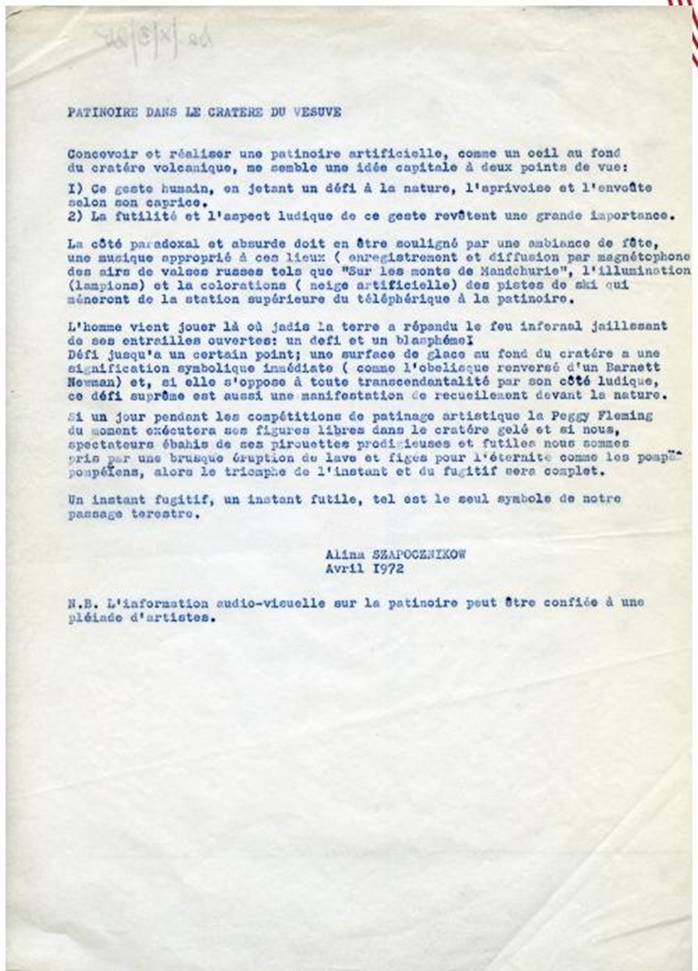 PATINOIRE DANS LE CRATERE DU VESUVE
Concevoir et réaliser une patinoire artificielle, comme un oeil au fond
du cratére volcanique, me semble une idée capitale à deux points de vue:
I) Ce geste humain, en jetant un défi à la nature, l'aprivoise et l'envoûte
selon son caprice.
2) La futilité et l'aspect ludique de ce geste revêtent une grande importance.
La côté paradoxal et absurde doit en être souligné par une ambiance de fête,
une musique approprié à ces lieux ( enregistrement et diffusion par magnétophone
des airs de valses russes tels que "Sur les monts de Mandchurie", l'illumination
(lampions) et la colorations ( neige artificielle) des pistes de ski qui
mèneront de la station supérieure du téléphérique à la patinoire.
L'homme vient jouer là où jadis la terre a répandu le feu infernal jaillssant
de ses entrailles ouvertes: un defi et un blasphéme!
Défi jusqu'a un certain point; une surface de glace au fond du cratére a une
signification symbolique immédiate ( comme l'obelisque renversé d'un Barnett
Newman) et, si elle s'oppose à toute transcendantalité par son côté ludique,
ce défi suprême est aussi une manifestation de recueilement devant la nature.
Si un jour pendant les compétitions de patinage artistique la Peggy Fleming
du moment exécutera ses figures libres dans le cratére gelé et si nous,
spectateurs ébahis de ses pirouettes prodigieuses et futiles nous sommes
pris par une brusque éruption de lave et figés pour l'éternite comme les pompé-
pompéïens, alors le triomphe de l'instant et du fugitif sera complet.
Un instant fugitif, un instant futile, tel est le seul symbole de notre
passage terestre.
Alina SZAPOCZNIKOW
Avril I972
N.B. L'information audio-visuelle sur la patinoire peut être confiée à une
pléiade d'artistes.